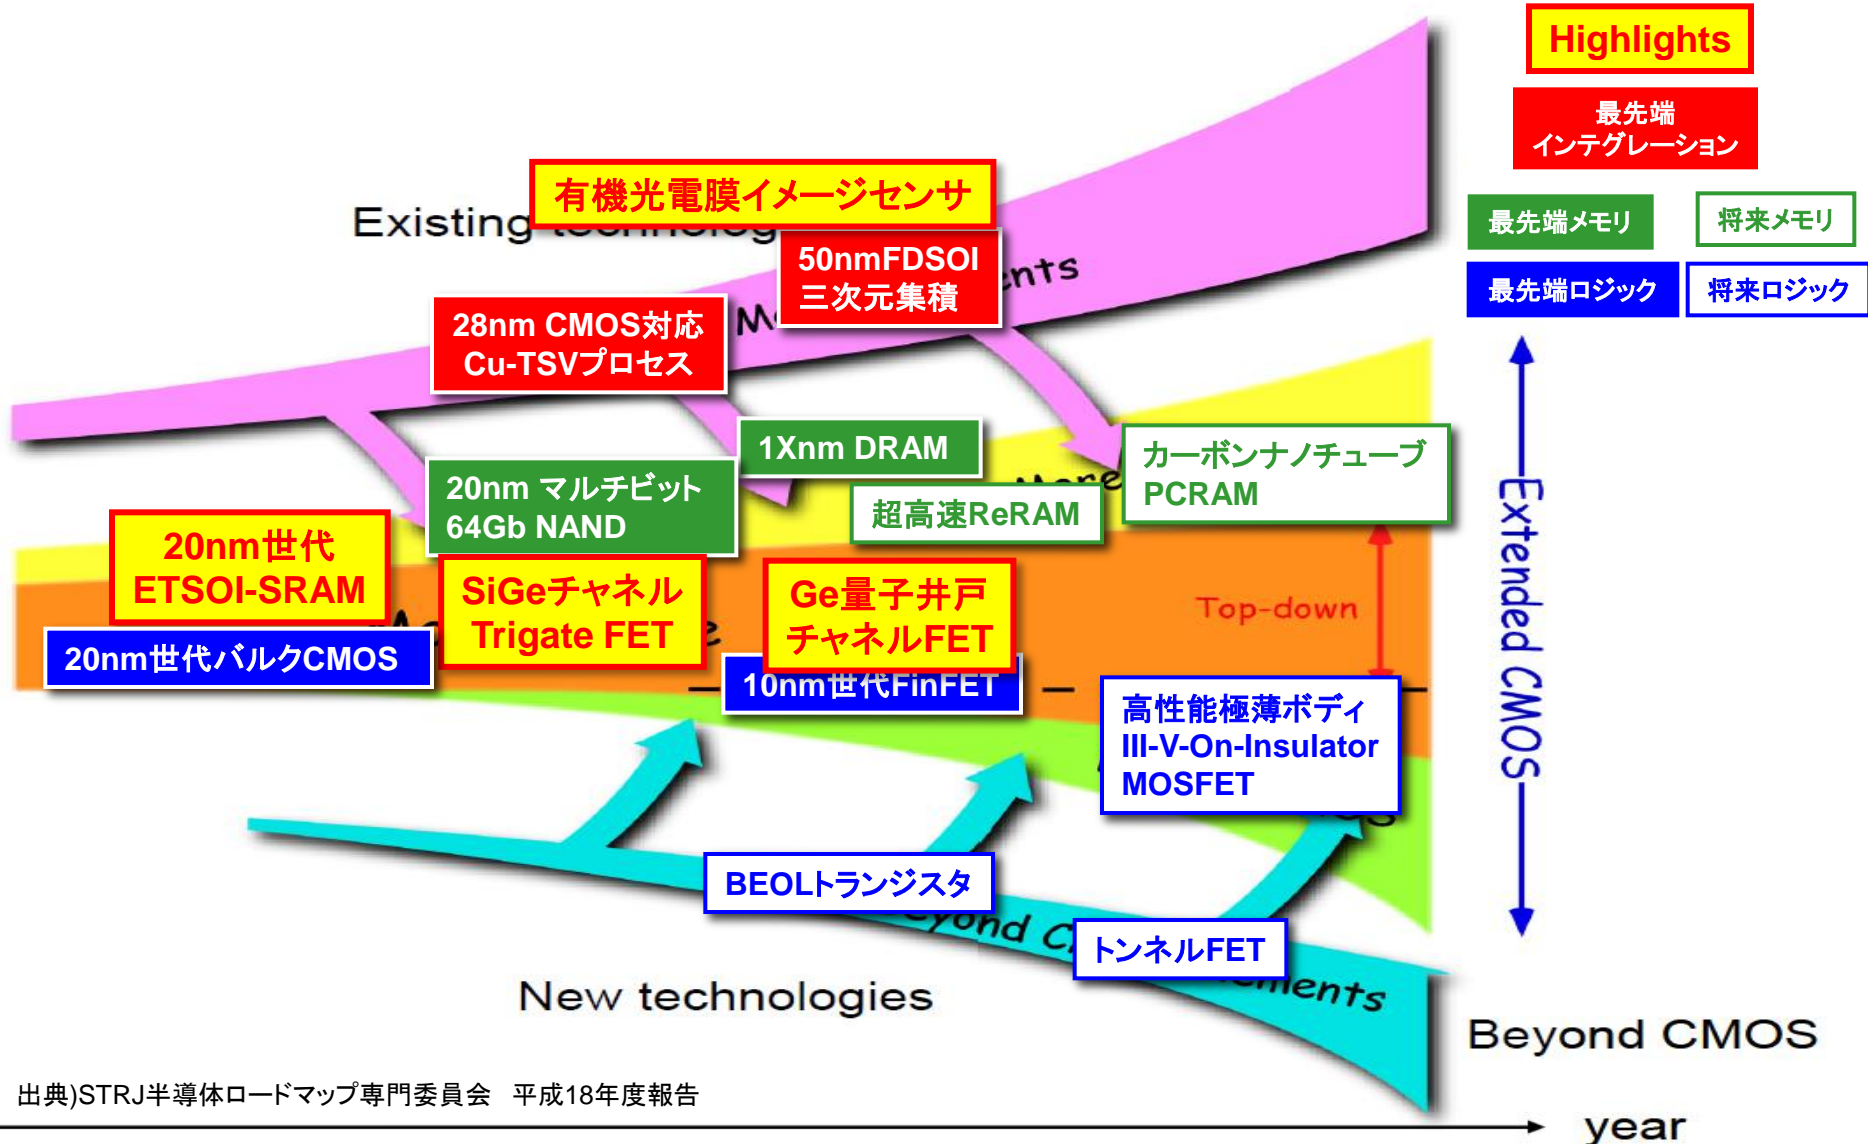 Highlights
最先端
インテグレーション
最先端メモリ
将来メモリ
最先端ロジック
将来ロジック
有機光電膜イメージセンサ
Existing
50nmFDSOI
三次元集積
28nm CMOS対応
Cu-TSVプロセス
1Xnm DRAM
カーボンナノチューブ
PCRAM
20nm マルチビット
64Gb NAND
More
超高速ReRAM
20nm世代
ETSOI-SRAM
SiGeチャネル
Trigate FET
Ge量子井戸
チャネルFET
Top-down
Extended CMOS
20nm世代バルクCMOS
10nm世代FinFET
高性能極薄ボディ
III-V-On-Insulator
MOSFET
BEOLトランジスタ
トンネルFET
New technologies
Beyond CMOS
出典)STRJ半導体ロードマップ専門委員会 平成18年度報告
year